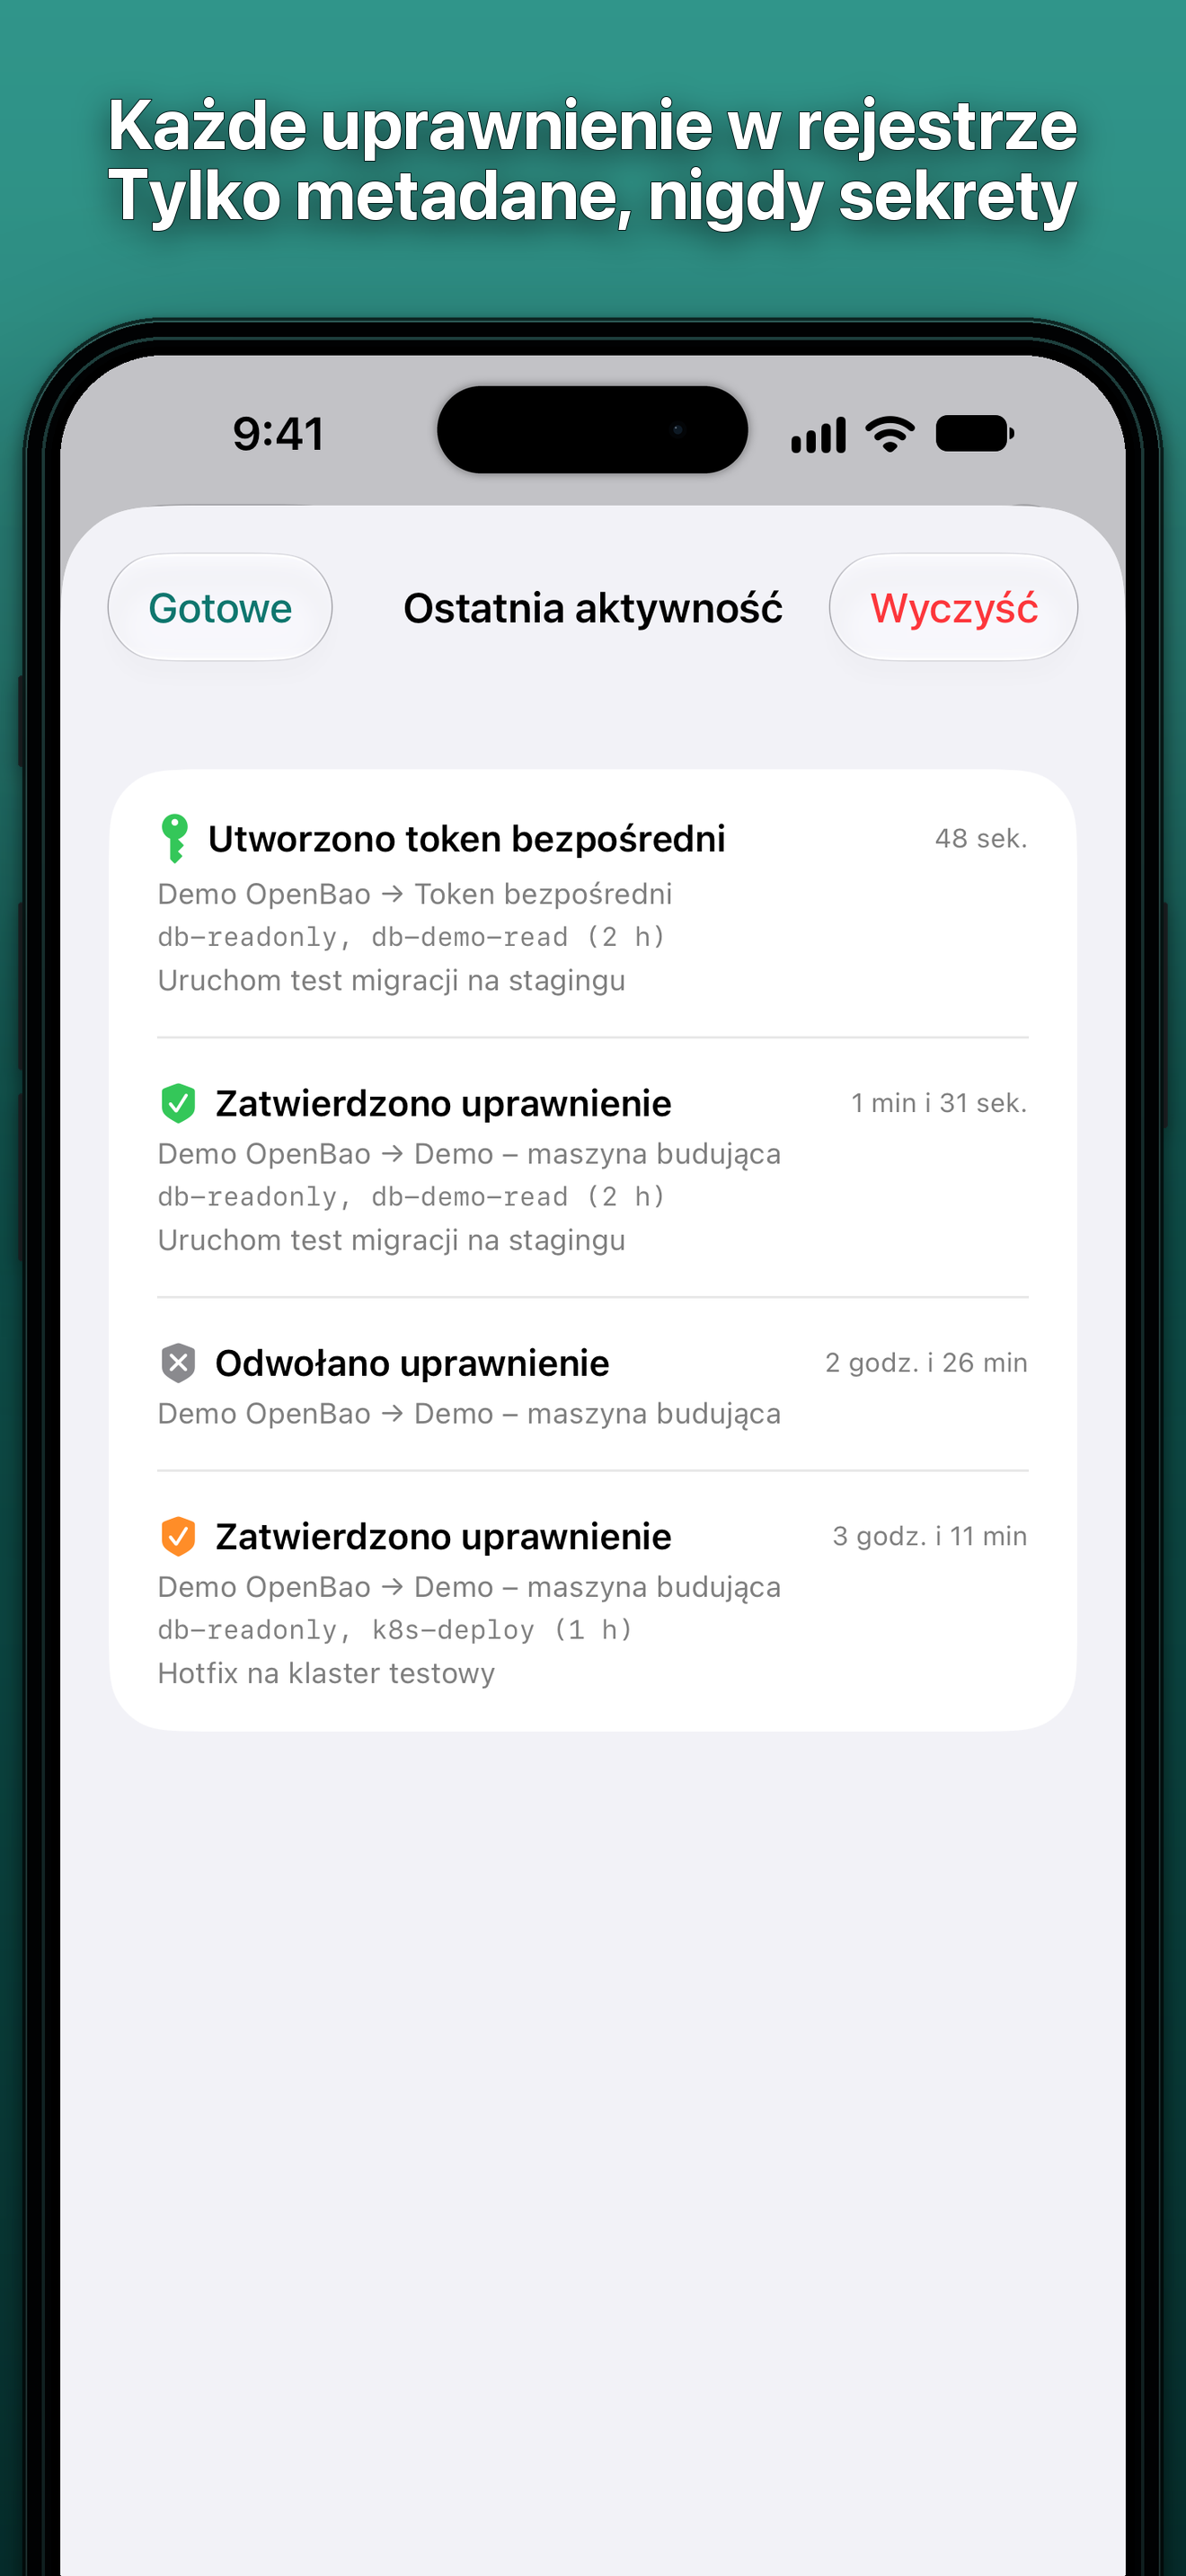 Każde uprawnienie w rejestrze
Tylko metadane, nigdy sekrety
9:41
Gotowe
Ostatnia aktywność
Wyczyść
Utworzono token bezpośredni
48 sek.
Demo OpenBao → Token bezpośredni
db-readonly, db-demo-read (2 h)
Uruchom test migracji na stagingu
Zatwierdzono uprawnienie
1 min i 31 sek.
Demo OpenBao → Demo – maszyna budująca
db-readonly, db-demo-read (2 h)
Uruchom test migracji na stagingu
Odwołano uprawnienie
2 godz. i 26 min
Demo OpenBao → Demo – maszyna budująca
Zatwierdzono uprawnienie
3 godz. i 11 min
Demo OpenBao → Demo – maszyna budująca
db-readonly, k8s-deploy (1 h)
Hotfix na klaster testowy